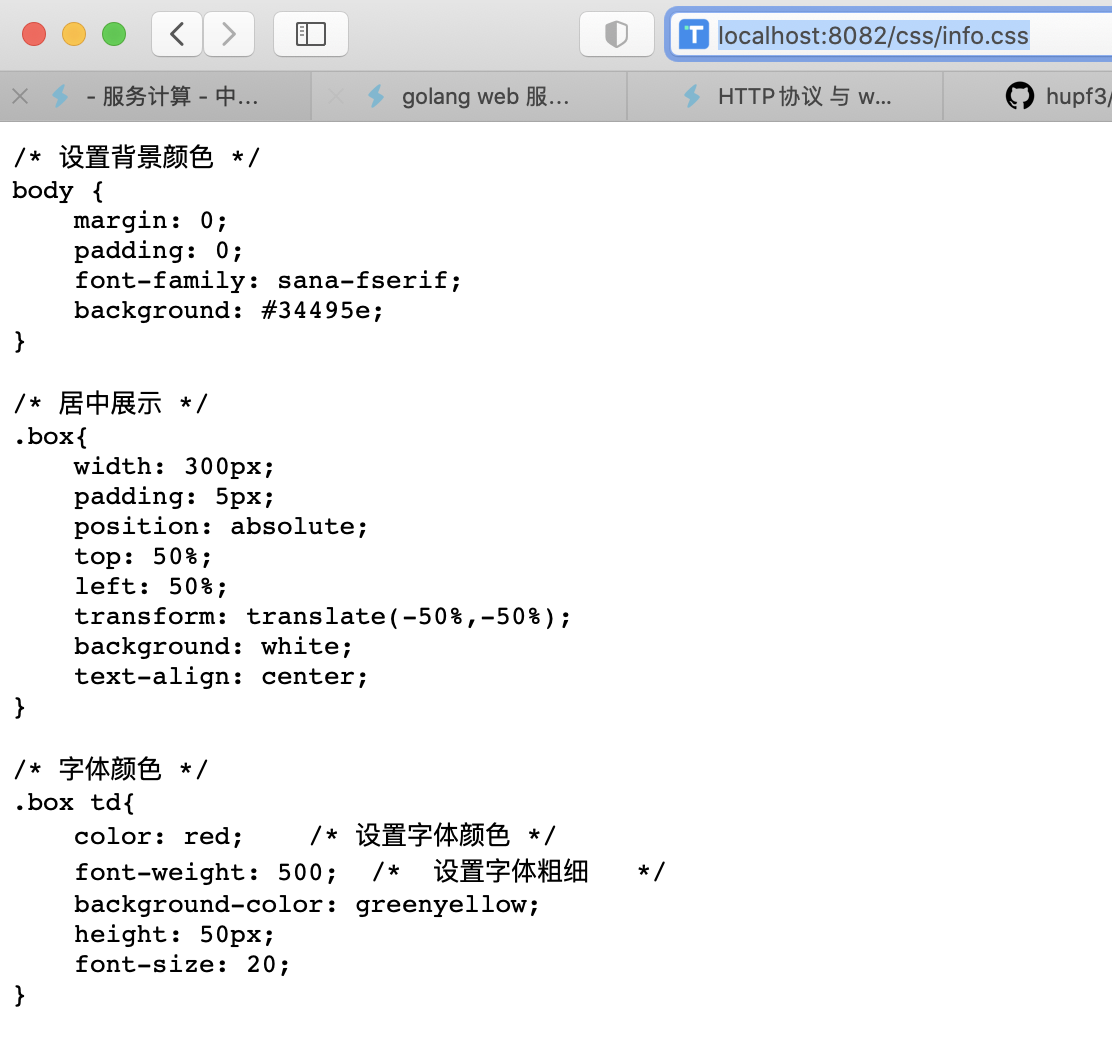 localhost:8082/css/info.css
- 服务计算 - 中...
golang web 服...
HTTP协议 与 w...
hupf3/
/* 设置背景颜色 */
body {
    margin: 0;
    padding: 0;
    font-family: sana-fserif;
    background: #34495e;
}
/* 居中展示 */
.box{
    width: 300px;
    padding: 5px;
    position: absolute;
    top: 50%;
    left: 50%;
    transform: translate(-50%,-50%);
    background: white;
    text-align: center;
}
/* 字体颜色 */
.box td{
    color: red;    /* 设置字体颜色 */
    font-weight: 500;  /*  设置字体粗细   */
    background-color: greenyellow;
    height: 50px;
    font-size: 20;
}